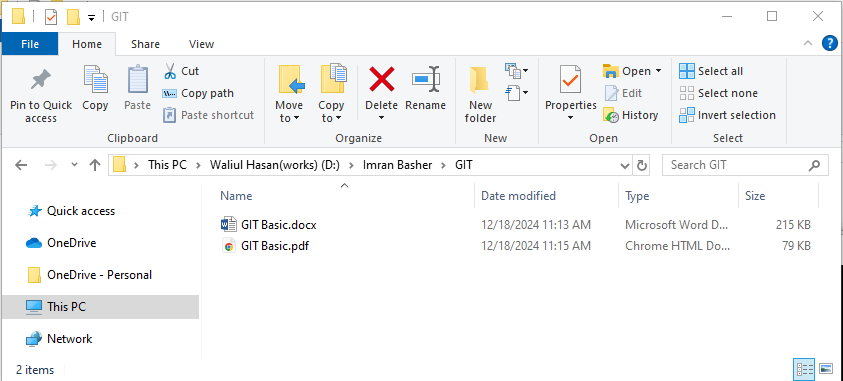 GIT
File Home Share View
Pin to Quick access
Copy
Paste
Cut
Copy path
Paste shortcut
Clipboard
Move to
Copy to
Delete
Rename
Organize
New folder
New
Properties
Open
Edit
History
Open
Select all
Select none
Invert selection
Select
This PC Waliul Hasan(works) (D:) Imran Basher GIT
Search GIT
Name Date modified Type Size
Quick access
OneDrive
OneDrive - Personal
This PC
Network
GIT Basic.docx 12/18/2024 11:13 AM Microsoft Word D... 215 KB
GIT Basic.pdf 12/18/2024 11:15 AM Chrome HTML Do... 79 KB
2 items